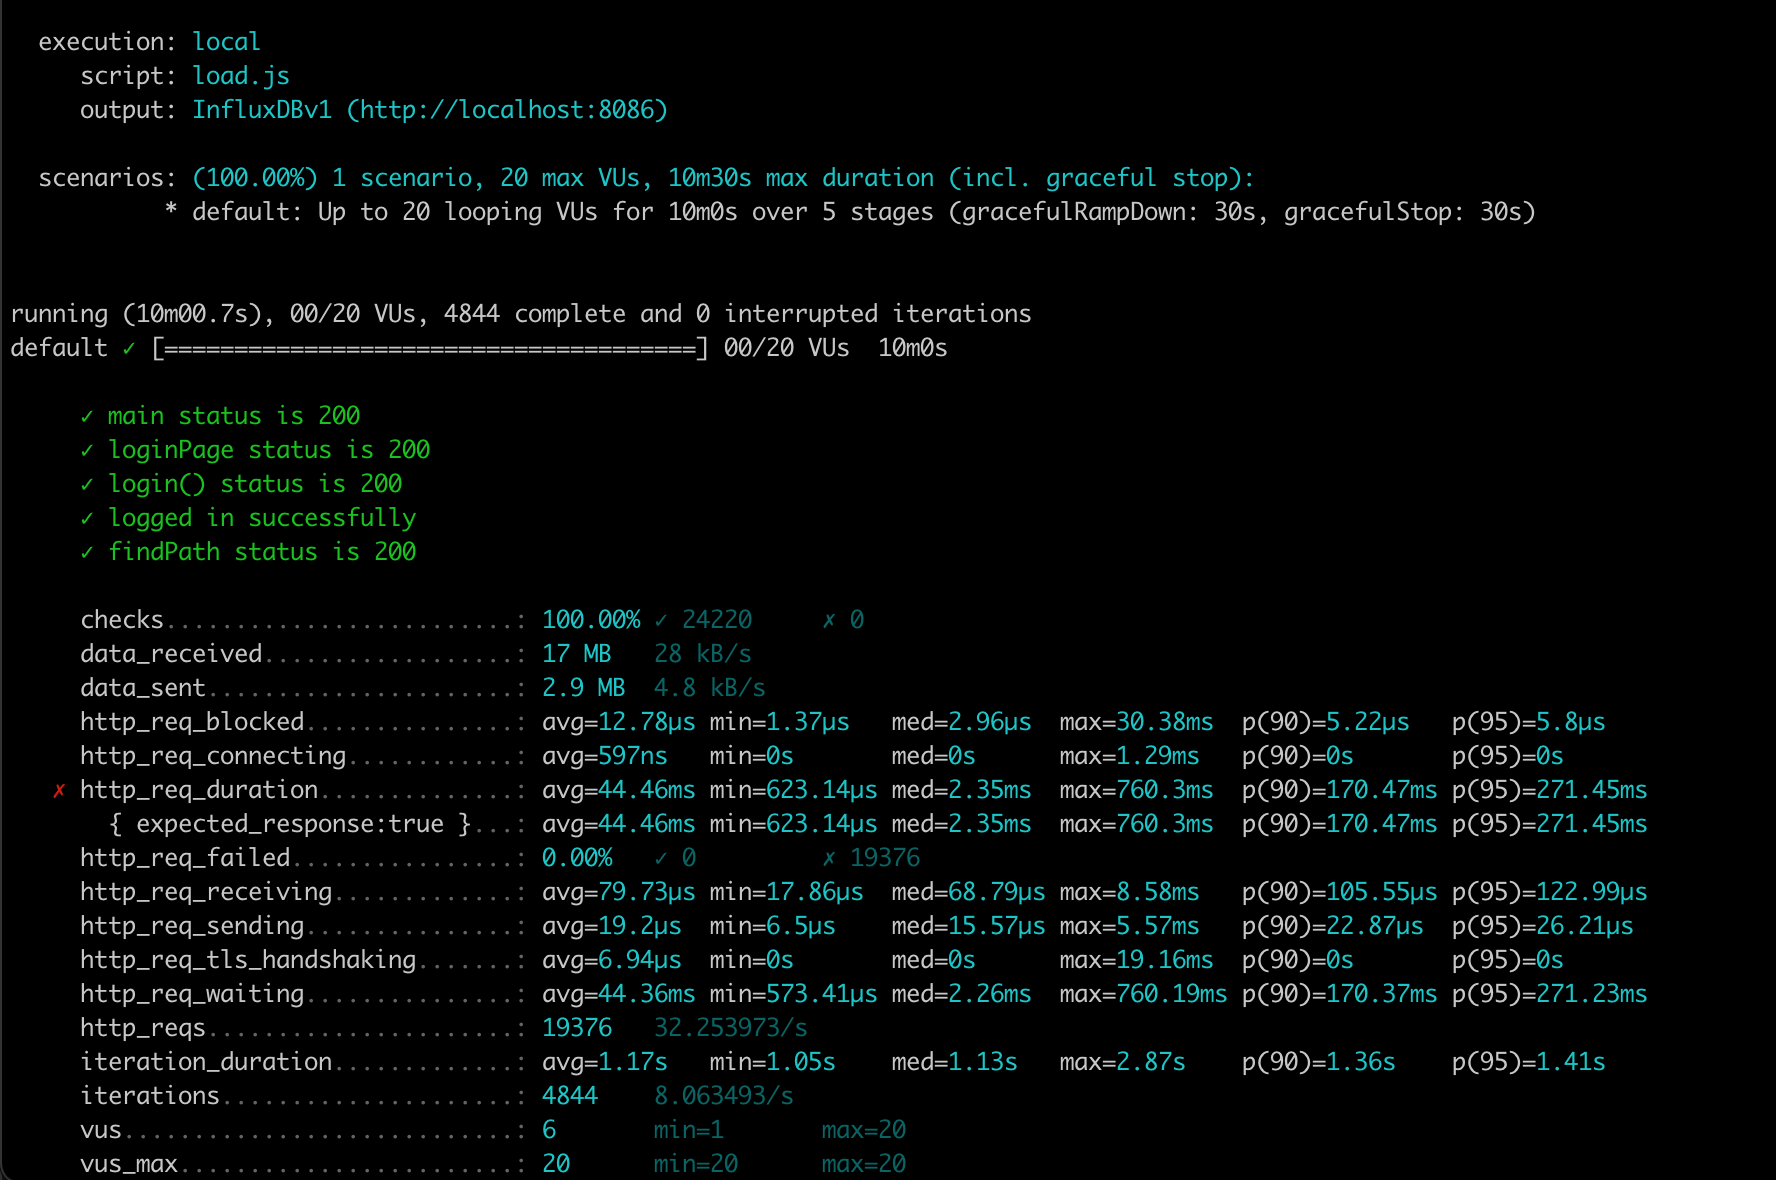 execution: local
script: load.js
output: InfluxDBv1 (http://localhost:8086)
scenarios: (100.00%) 1 scenario, 20 max VUs, 10m30s max duration (incl. graceful stop):
* default: Up to 20 looping VUs for 10m0s over 5 stages (gracefulRampDown: 30s, gracefulStop: 30s)
running (10m00.7s), 00/20 VUs, 4844 complete and 0 interrupted iterations
default ✓ [======================================] 00/20 VUs  10m0s
✓ main status is 200
✓ loginPage status is 200
✓ login() status is 200
✓ logged in successfully
✓ findPath status is 200
checks.........................: 100.00% ✓ 24220     ✗ 0
data_received..................: 17 MB   28 kB/s
data_sent......................: 2.9 MB  4.8 kB/s
http_req_blocked...............: avg=12.78µs min=1.37µs   med=2.96µs  max=30.38ms  p(90)=5.22µs   p(95)=5.8µs
http_req_connecting............: avg=597ns   min=0s       med=0s      max=1.29ms   p(90)=0s       p(95)=0s
✗ http_req_duration..............: avg=44.46ms min=623.14µs med=2.35ms  max=760.3ms  p(90)=170.47ms p(95)=271.45ms
{ expected_response:true }...: avg=44.46ms min=623.14µs med=2.35ms  max=760.3ms  p(90)=170.47ms p(95)=271.45ms
http_req_failed................: 0.00%   ✓ 0         ✗ 19376
http_req_receiving.............: avg=79.73µs min=17.86µs  med=68.79µs max=8.58ms   p(90)=105.55µs p(95)=122.99µs
http_req_sending...............: avg=19.2µs  min=6.5µs    med=15.57µs max=5.57ms   p(90)=22.87µs  p(95)=26.21µs
http_req_tls_handshaking.......: avg=6.94µs  min=0s       med=0s      max=19.16ms  p(90)=0s       p(95)=0s
http_req_waiting...............: avg=44.36ms min=573.41µs med=2.26ms  max=760.19ms p(90)=170.37ms p(95)=271.23ms
http_reqs......................: 19376   32.253973/s
iteration_duration.............: avg=1.17s   min=1.05s    med=1.13s   max=2.87s    p(90)=1.36s    p(95)=1.41s
iterations.....................: 4844    8.063493/s
vus............................: 6       min=1       max=20
vus_max........................: 20      min=20      max=20